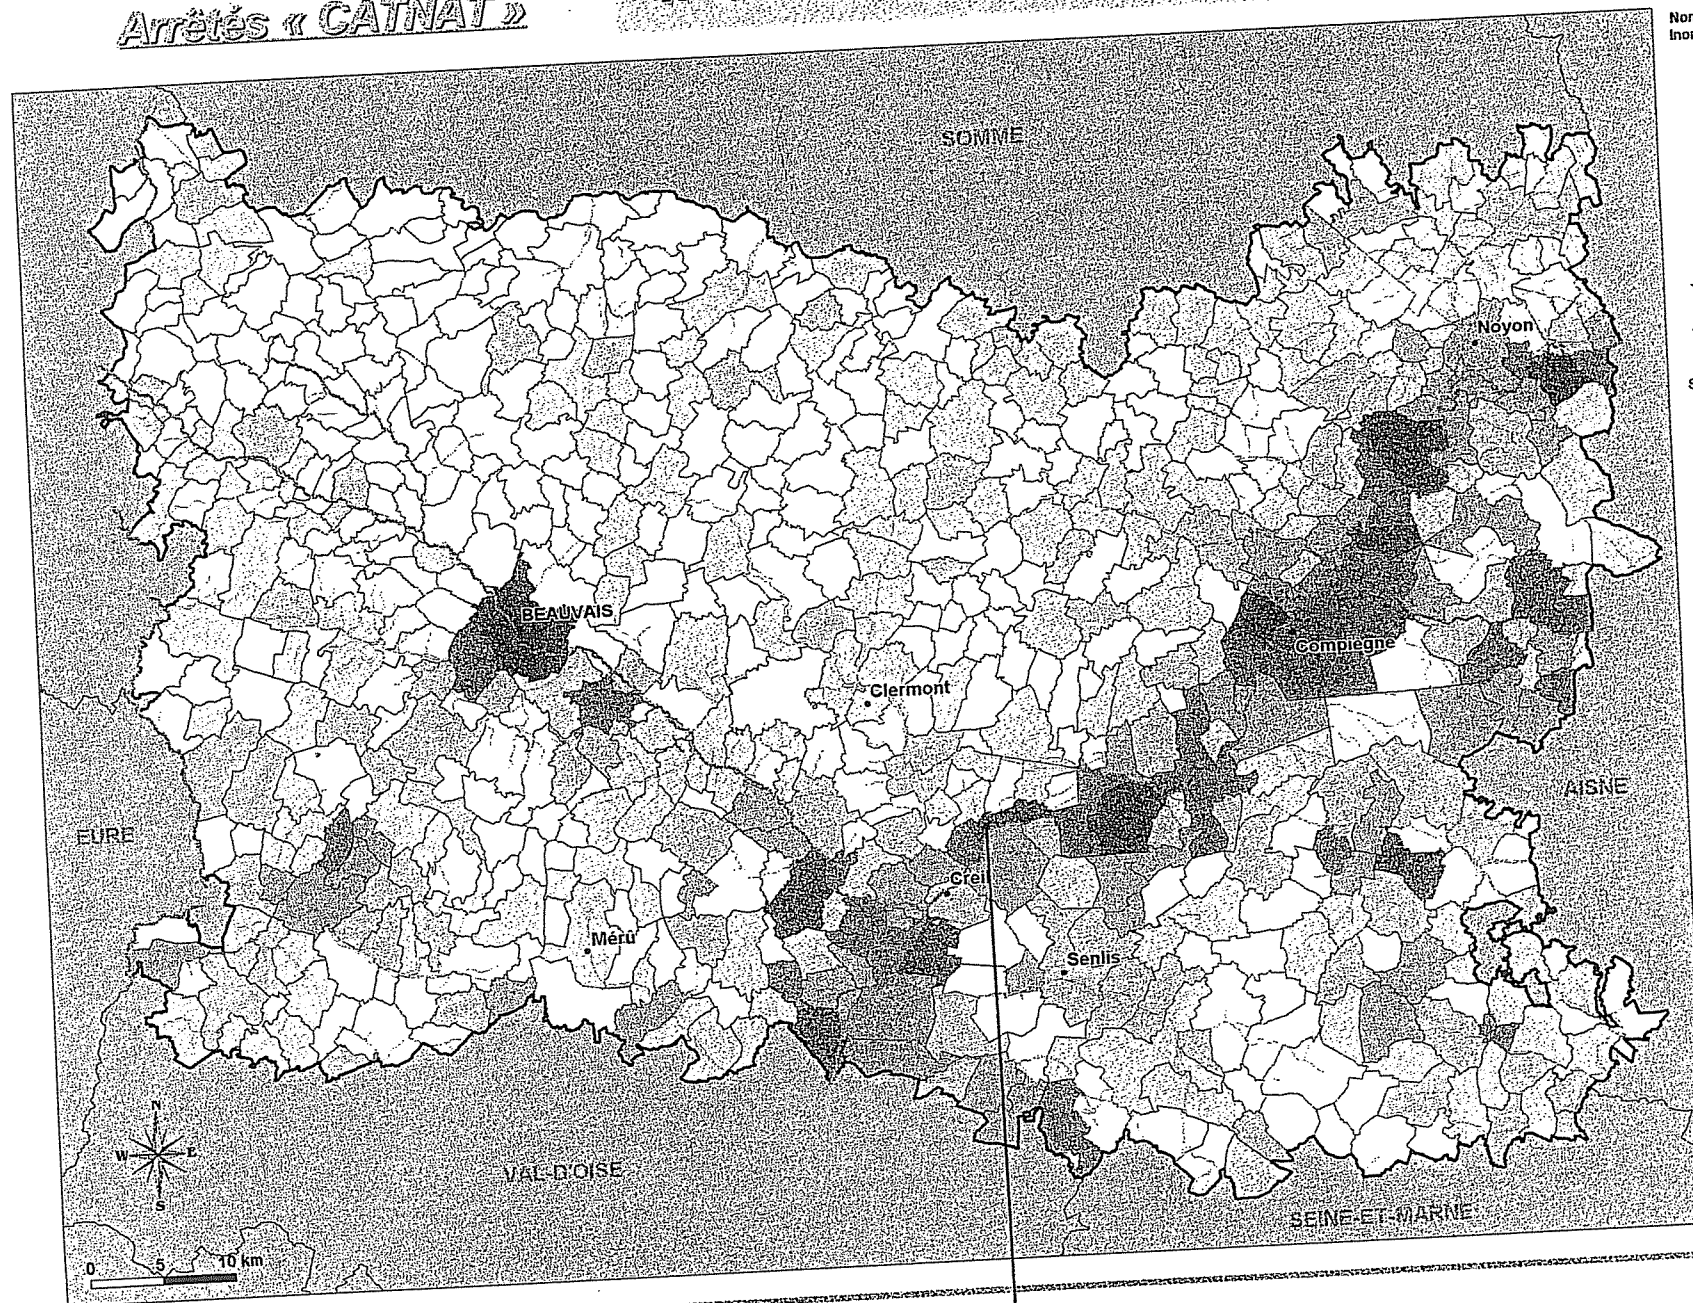 Arrêtés « CATNAT »
SOMME
Noyon
BEAUVAIS
Compiègne
Clermont
AISNE
EURE
Creil
Méru
Senlis
N
W E
S
VAL-D'OISE
SEINE-ET-MARNE
0 5 10 km